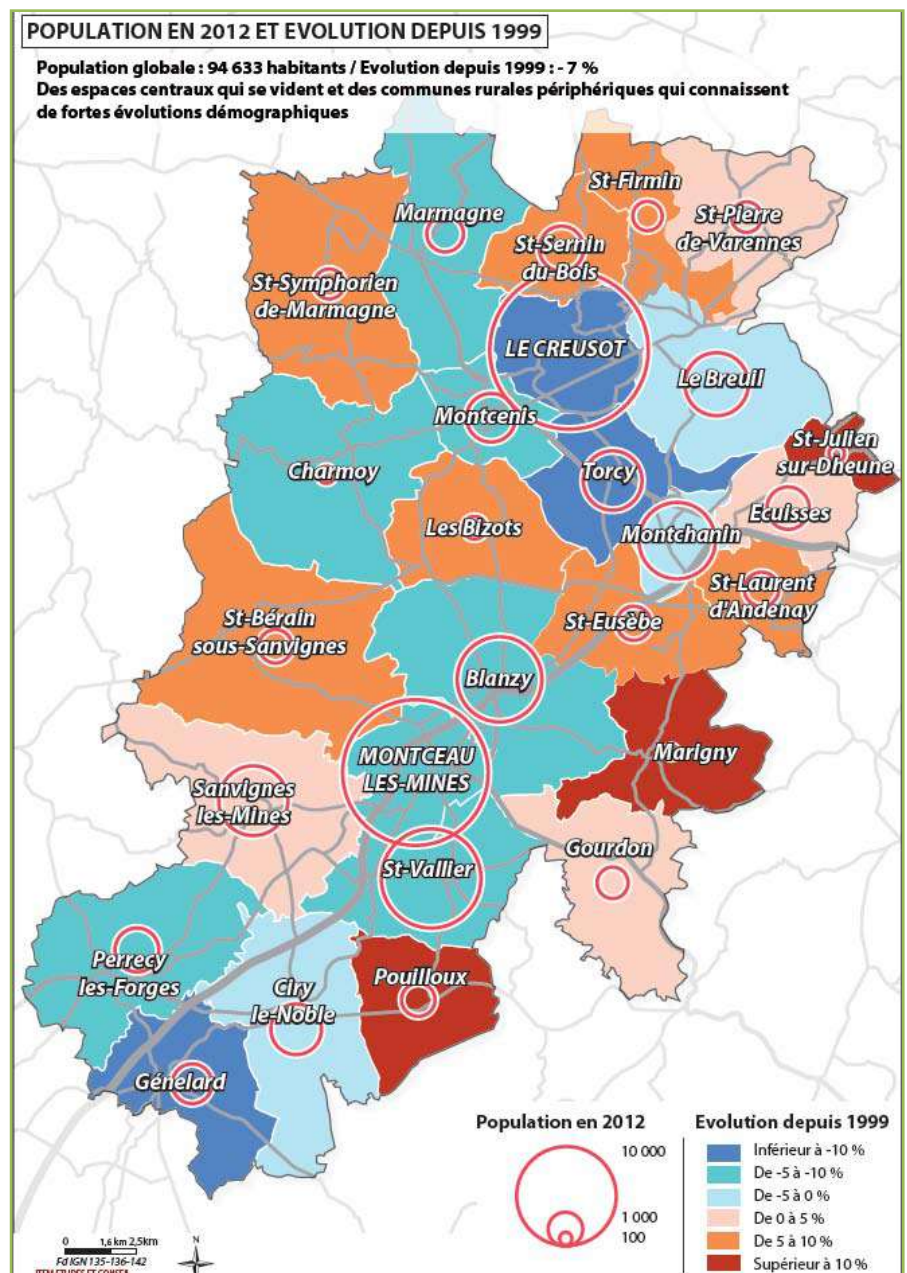 POPULATION EN 2012 ET EVOLUTION DEPUIS 1999
Population globale : 94 633 habitants / Evolution depuis 1999 : - 7 %
Des espaces centraux qui se vident et des communes rurales périphériques qui connaissent
de fortes évolutions démographiques
St-Firmin
Marmagne
St-Pierre
de-Varennes
St-Sernin
du-Bois
St-Symphorien
de-Marmagne
LE CREUSOT
Le Breuil
Montcenis
St-Julien
sur-Dheune
Charmoy
Torcy
Ecuisses
Les Bizots
Montchanin
St-Laurent
d'Andenay
St-Bérain
sous-Sanvignes
St-Eusèbe
Blanzy
MONTCEAU
LES-MINES
Marigny
Sanvignes
les-Mines
Gourdon
St-Vallier
Perrecy
les-Forges
Ciry
le-Noble
Pouilloux
Génelard
Population en 2012
10 000
1 000
100
Evolution depuis 1999
Inférieur à -10 %
De -5 à -10 %
De -5 à 0 %
De 0 à 5 %
De 5 à 10 %
Supérieur à 10 %
0 1,6 km 2,5km
N
Fd IGN 135-136-142